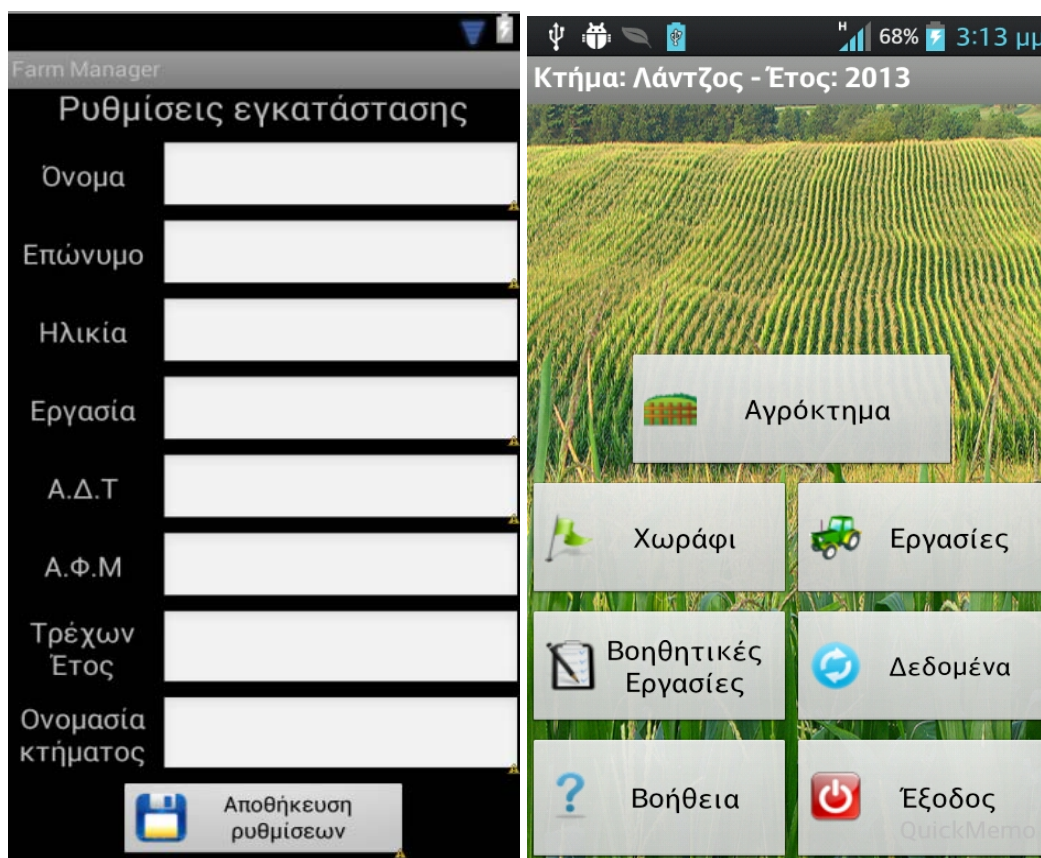 Farm Manager
Ρυθμίσεις εγκατάστασης
Όνομα
Επώνυμο
Ηλικία
Εργασία
Α.Δ.Τ
Α.Φ.Μ
Τρέχων
Έτος
Ονομασία
κτήματος
Αποθήκευση
ρυθμίσεων
H 68% 3:13 μμ
Κτήμα: Λάντζος - Έτος: 2013
Αγρόκτημα
Χωράφι
Εργασίες
Βοηθητικές
Εργασίες
Δεδομένα
Βοήθεια
Έξοδος
QuickMemo